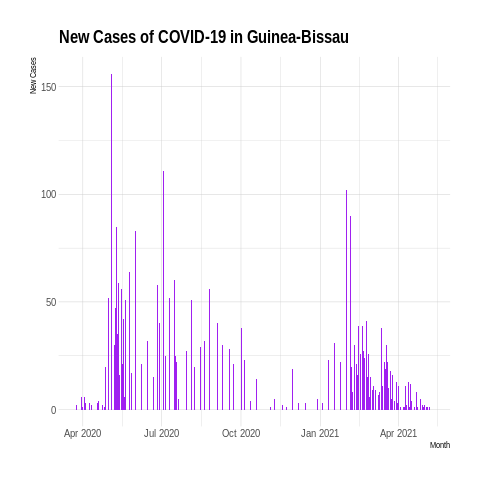 New Cases of COVID-19 in Guinea-Bissau
New Cases
150
100
50
0
Apr 2020 Jul 2020 Oct 2020 Jan 2021 Apr 2021
Month